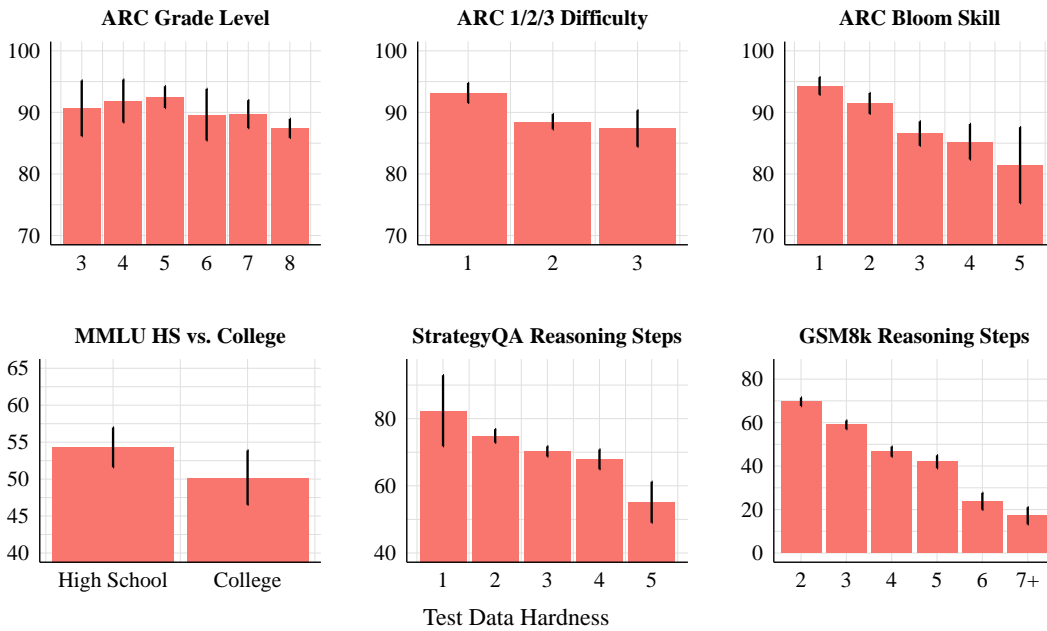 ARC Grade Level
100
90
80
70
3 4 5 6 7 8
ARC 1/2/3 Difficulty
100
90
80
70
1 2 3
ARC Bloom Skill
100
90
80
70
1 2 3 4 5
MMLU HS vs. College
65
60
55
50
45
40
High School College
StrategyQA Reasoning Steps
80
60
40
1 2 3 4 5
GSM8k Reasoning Steps
80
60
40
20
0
2 3 4 5 6 7+
Test Data Hardness